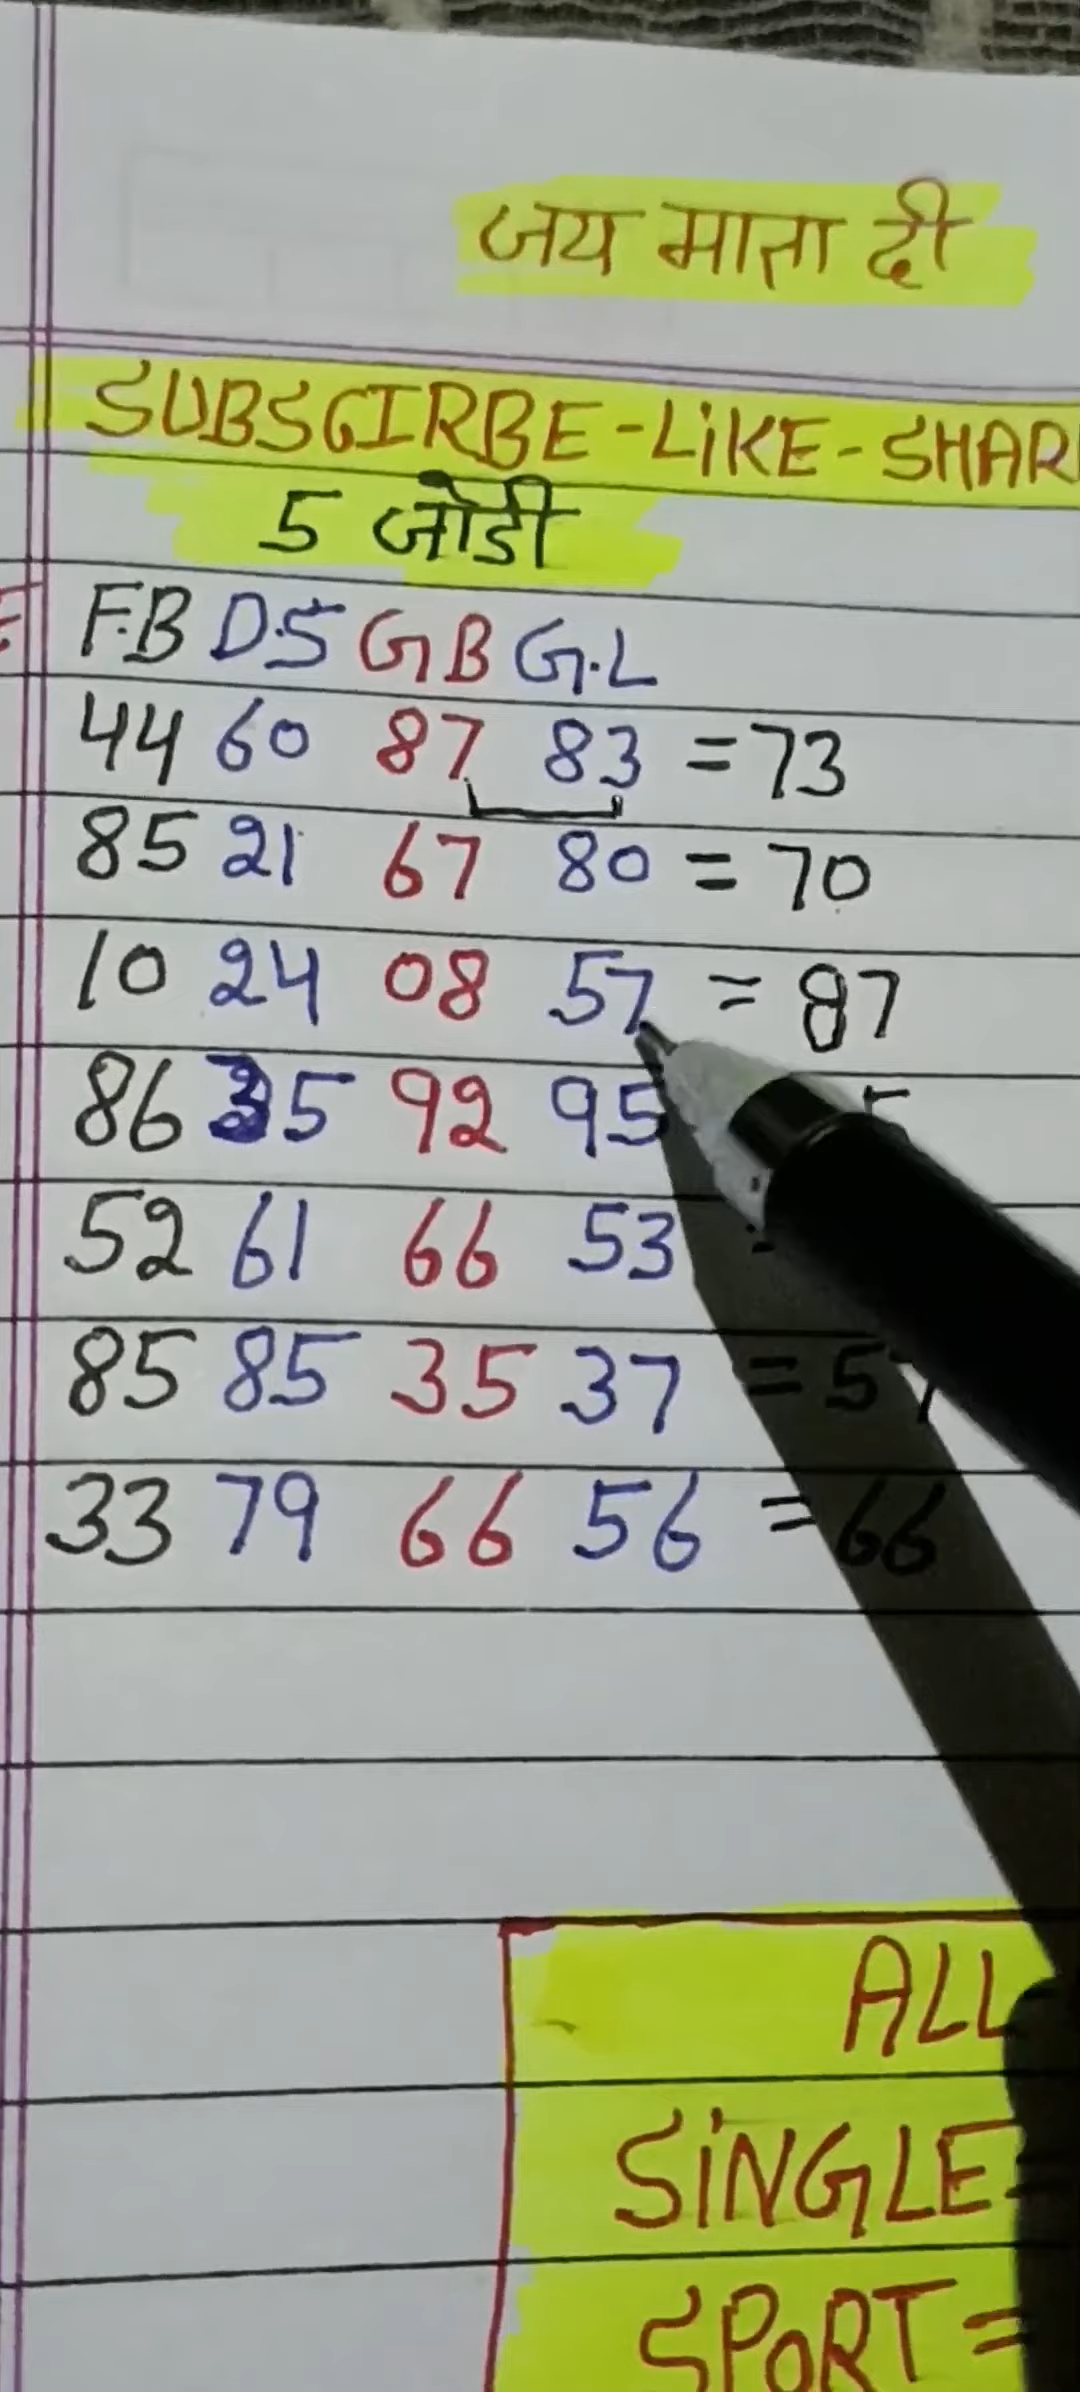 जय माता दी
SUBSCIRBE-LiKE-SHAR
5 जोडी
F.B D.S GB G.L
44 60 87 83 = 73
85 21 67 80 = 70
10 24 08 57 = 87
86 35 92 95
52 61 66 53
85 85 35 37 = 57
33 79 66 56 = 66
ALL
SiNGLE
SPORT =